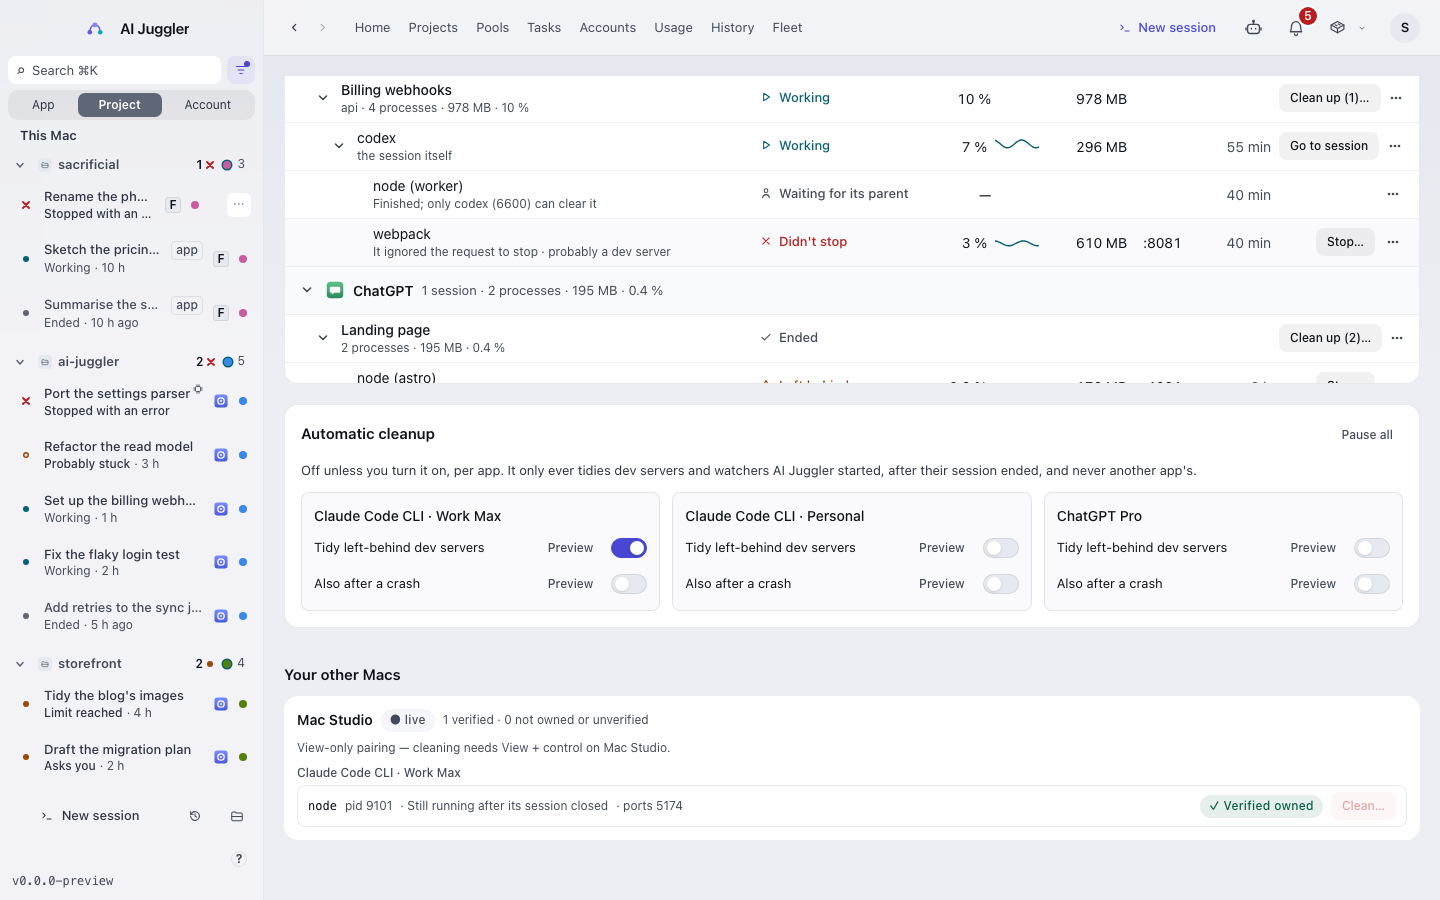 AI Juggler
Search ⌘K
App Project Account
This Mac
sacrificial 1 3
Rename the ph... F
Stopped with an ...
Sketch the pricin... app F
Working · 10 h
Summarise the s... app F
Ended · 10 h ago
ai-juggler 2 5
Port the settings parser
Stopped with an error
Refactor the read model
Probably stuck · 3 h
Set up the billing webh...
Working · 1 h
Fix the flaky login test
Working · 2 h
Add retries to the sync j...
Ended · 5 h ago
storefront 2 4
Tidy the blog's images
Limit reached · 4 h
Draft the migration plan
Asks you · 2 h
New session
?
v0.0.0-preview
Home Projects Pools Tasks Accounts Usage History Fleet
New session 5 S
Billing webhooks Working 10 % 978 MB Clean up (1)...
api · 4 processes · 978 MB · 10 %
codex Working 7 % 296 MB 55 min Go to session
the session itself
node (worker) Waiting for its parent — 40 min
Finished; only codex (6600) can clear it
webpack Didn't stop 3 % 610 MB :8081 40 min Stop...
It ignored the request to stop · probably a dev server
ChatGPT 1 session · 2 processes · 195 MB · 0.4 %
Landing page Ended Clean up (2)...
2 processes · 195 MB · 0.4 %
node (astro)
Automatic cleanup Pause all
Off unless you turn it on, per app. It only ever tidies dev servers and watchers AI Juggler started, after their session ended, and never another app's.
Claude Code CLI · Work Max
Tidy left-behind dev servers Preview
Also after a crash Preview
Claude Code CLI · Personal
Tidy left-behind dev servers Preview
Also after a crash Preview
ChatGPT Pro
Tidy left-behind dev servers Preview
Also after a crash Preview
Your other Macs
Mac Studio live 1 verified · 0 not owned or unverified
View-only pairing — cleaning needs View + control on Mac Studio.
Claude Code CLI · Work Max
node pid 9101 · Still running after its session closed · ports 5174 Verified owned Clean...